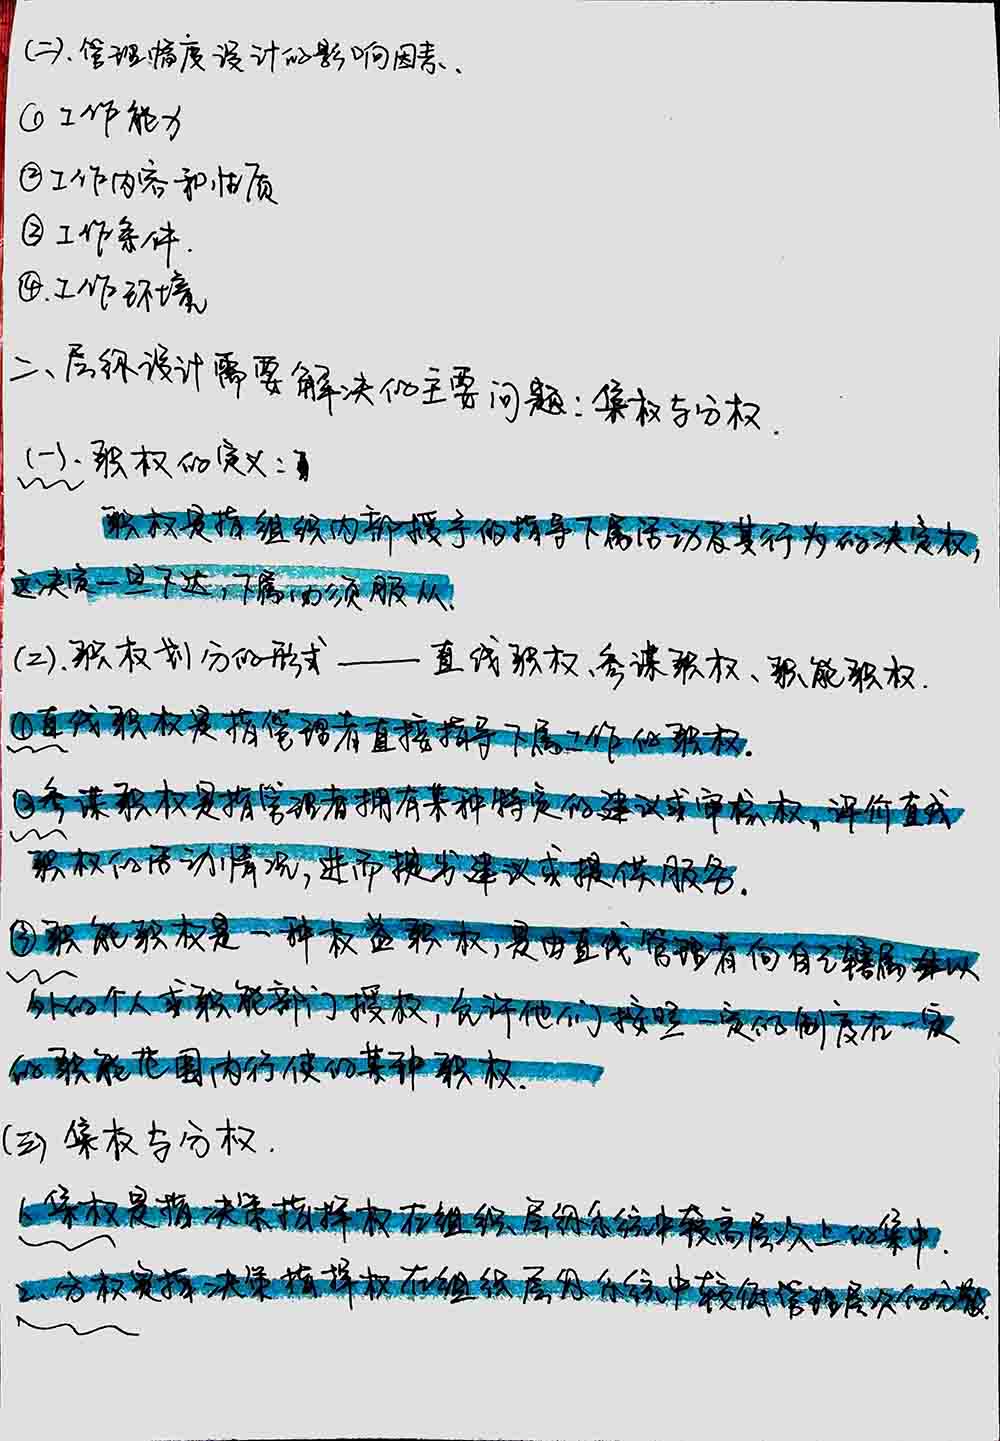 (二).管理幅度设计的影响因素.
① 工作能力
②工作内容和性质
③ 工作条件.
④.工作环境
二、层级设计需要解决的主要问题:集权与分权.
(一).职权的定义:
职权是指组织内部授予的指导下属活动及其行为的决定权,
这决定一旦下达,下属必须服从.
(二).职权划分的形式——直线职权、参谋职权、职能职权.
①直线职权是指管理者直接指导下属工作的职权.
②参谋职权是指管理者拥有某种特定的建议或审核权,评价直线
职权的活动情况,进而提出建议或提供服务.
③职能职权是一种权益职权,是由直线管理者向自己辖属以
外的个人或职能部门授权,允许他们按照一定的制度在一定
的职能范围内行使的某种职权.
(三)集权与分权.
1.集权是指决策指挥权在组织层级系统中较高层次上的集中.
2.分权是指决策指挥权在组织层级系统中较低管理层次的分散.